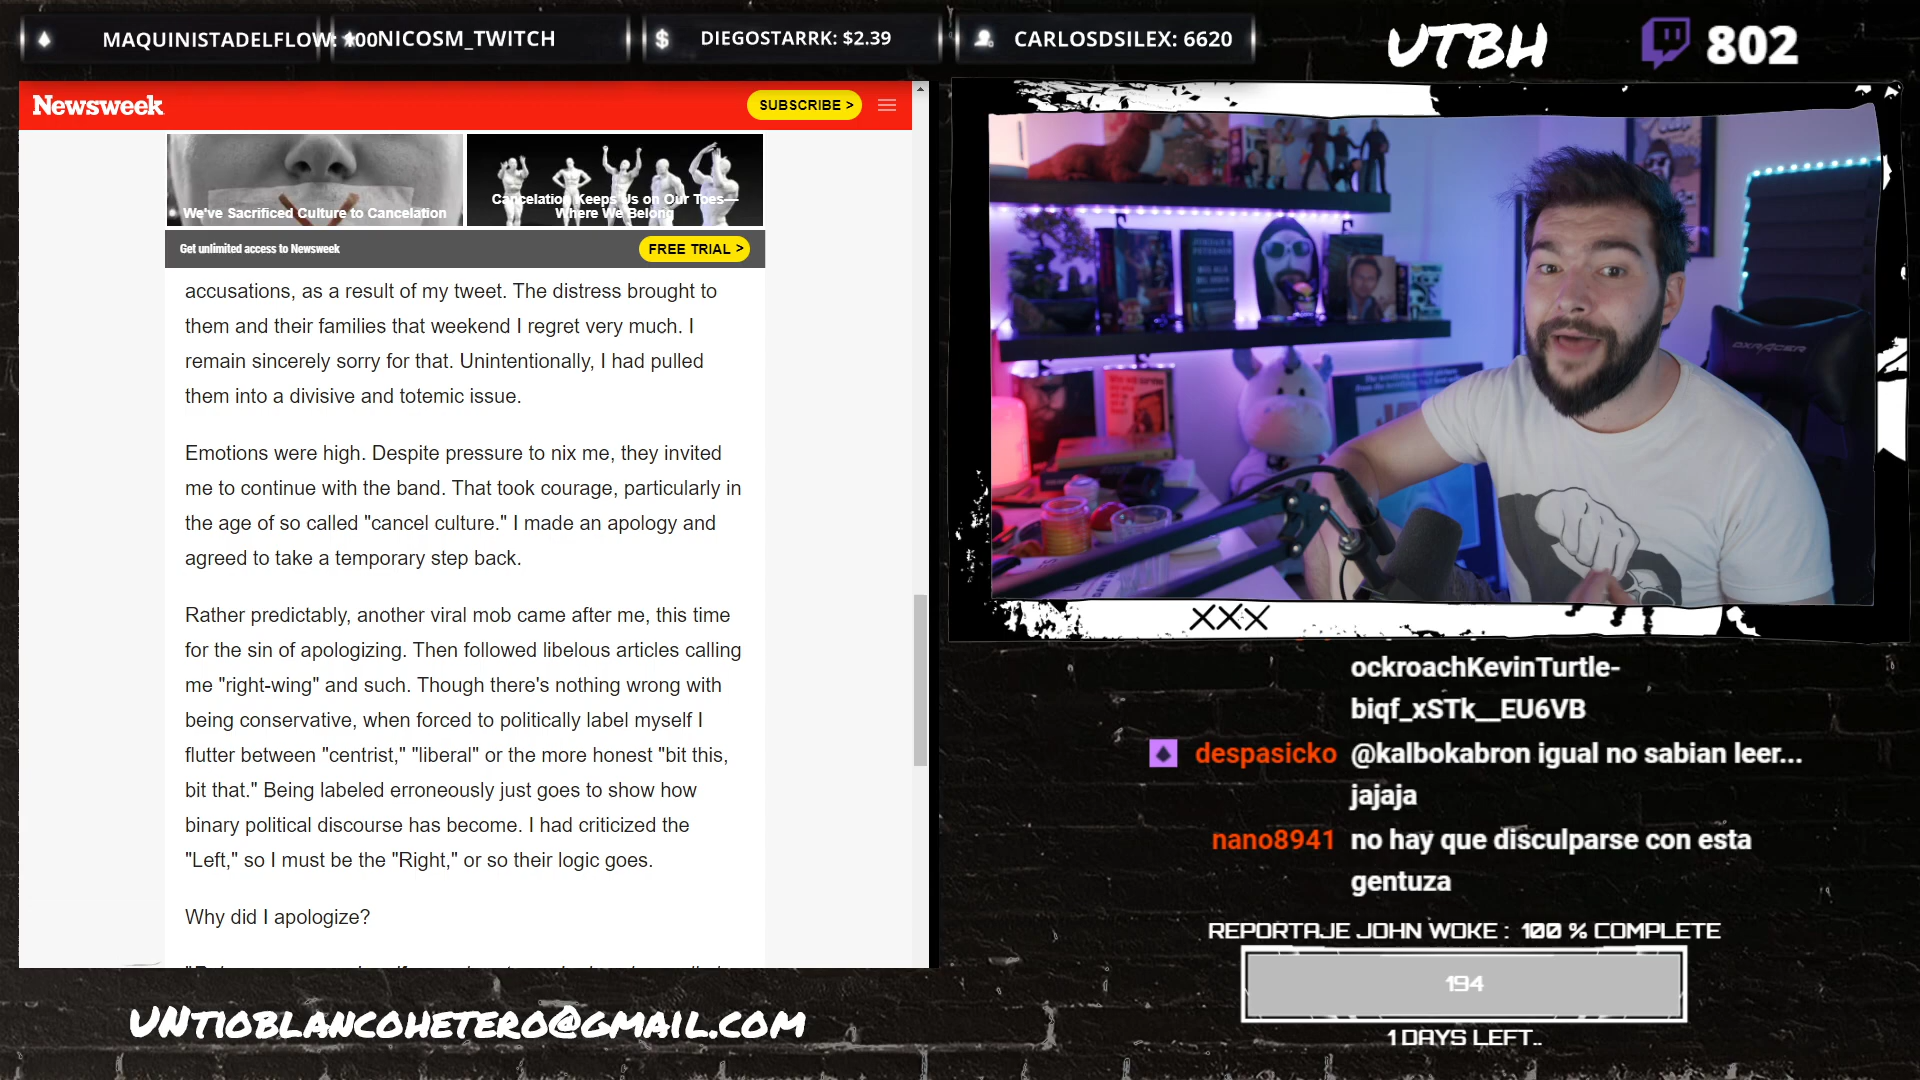 MAQUINISTADELFLOW: 100
NICOSM_TWITCH
DIEGOSTARRK: $2.39
CARLOSDSILEX: 6620
UTBH
802
Newsweek
SUBSCRIBE >
We've Sacrificed Culture to Cancelation
Cancelation Keeps Us on Our Toes—
Where We Belong
Get unlimited access to Newsweek
FREE TRIAL >
accusations, as a result of my tweet. The distress brought to
them and their families that weekend I regret very much. I
remain sincerely sorry for that. Unintentionally, I had pulled
them into a divisive and totemic issue.
Emotions were high. Despite pressure to nix me, they invited
me to continue with the band. That took courage, particularly in
the age of so called "cancel culture." I made an apology and
agreed to take a temporary step back.
Rather predictably, another viral mob came after me, this time
for the sin of apologizing. Then followed libelous articles calling
me "right-wing" and such. Though there's nothing wrong with
being conservative, when forced to politically label myself I
flutter between "centrist," "liberal" or the more honest "bit this,
bit that." Being labeled erroneously just goes to show how
binary political discourse has become. I had criticized the
"Left," so I must be the "Right," or so their logic goes.
Why did I apologize?
DXRACER
XXX
ockroachKevinTurtle-
biqf_xSTk__EU6VB
despasicko @kalbokabron igual no sabian leer...
jajaja
nano8941 no hay que disculparse con esta
gentuza
REPORTAJE JOHN WOKE : 100 % COMPLETE
194
1 DAYS LEFT..
UNTIOBLANCOHETERO@GMAIL.COM